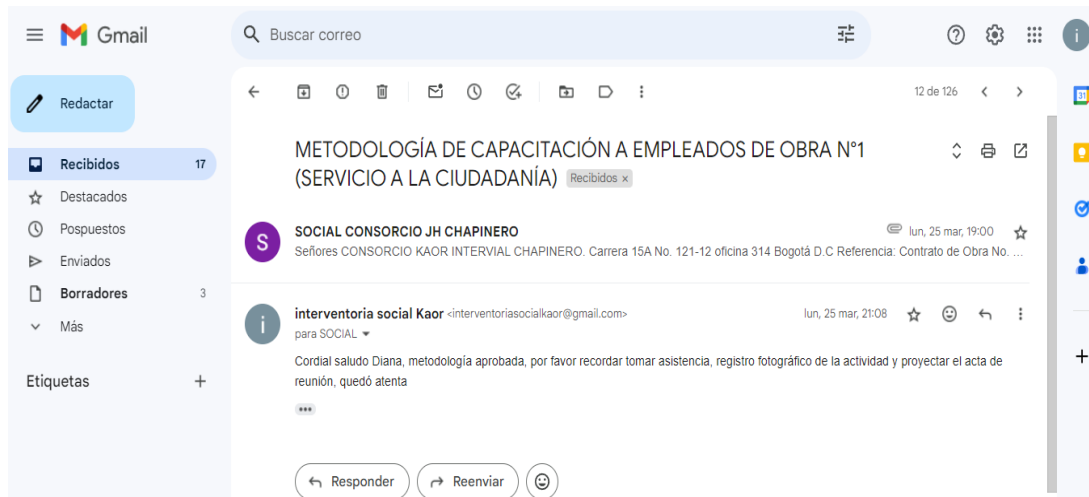 Gmail
Buscar correo
i
Redactar
12 de 126
31
Recibidos 17
Destacados
Pospuestos
Enviados
Borradores 3
Más
Etiquetas
METODOLOGÍA DE CAPACITACIÓN A EMPLEADOS DE OBRA N°1
(SERVICIO A LA CIUDADANÍA) Recibidos ×
S
SOCIAL CONSORCIO JH CHAPINERO lun, 25 mar, 19:00
Señores CONSORCIO KAOR INTERVIAL CHAPINERO. Carrera 15A No. 121-12 oficina 314 Bogotá D.C Referencia: Contrato de Obra No. ...
i
interventoria social Kaor <interventoriasocialkaor@gmail.com> lun, 25 mar, 21:08
para SOCIAL
Cordial saludo Diana, metodología aprobada, por favor recordar tomar asistencia, registro fotográfico de la actividad y proyectar el acta de
reunión, quedó atenta
Responder Reenviar